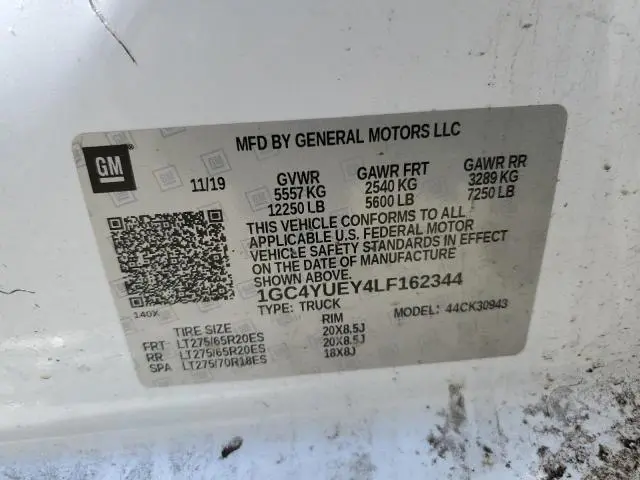 MFD BY GENERAL MOTORS LLC
GM
11/19
GVWR GAWR FRT GAWR RR
5557 KG 2540 KG 3289 KG
12250 LB 5600 LB 7250 LB
THIS VEHICLE CONFORMS TO ALL
APPLICABLE U.S. FEDERAL MOTOR
VEHICLE SAFETY STANDARDS IN EFFECT
ON THE DATE OF MANUFACTURE
SHOWN ABOVE.
1GC4YUEY4LF162344
140X TYPE: TRUCK MODEL: 44CK30943
TIRE SIZE RIM
FRT LT275/65R20ES 20X8.5J
RR LT275/65R20ES 20X8.5J
SPA LT275/70R18ES 18X8J